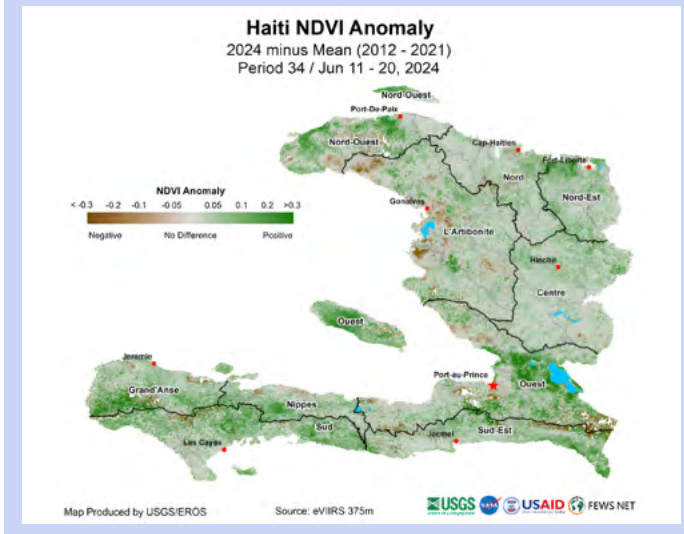 Haiti NDVI Anomaly
2024 minus Mean (2012 - 2021)
Period 34 / Jun 11 - 20, 2024
Nord-Ouest
Port-De-Paix
Nord-Ouest
Cap-Haitien
Fort-Liberte
Nord
Nord-Est
NDVI Anomaly
< -0.3 -0.2 -0.1 -0.05 0.05 0.1 0.2 >0.3
Negative No Difference Positive
Gonaives
L'Artibonite
Hinche
Centre
Ouest
Jeremie
Port-au-Prince
Ouest
Grand'Anse
Nippes
Sud
Jacmel
Sud-Est
Les Cayes
Map Produced by USGS/EROS
Source: eVIIRS 375m
USGS
NASA
USAID
FEWS NET